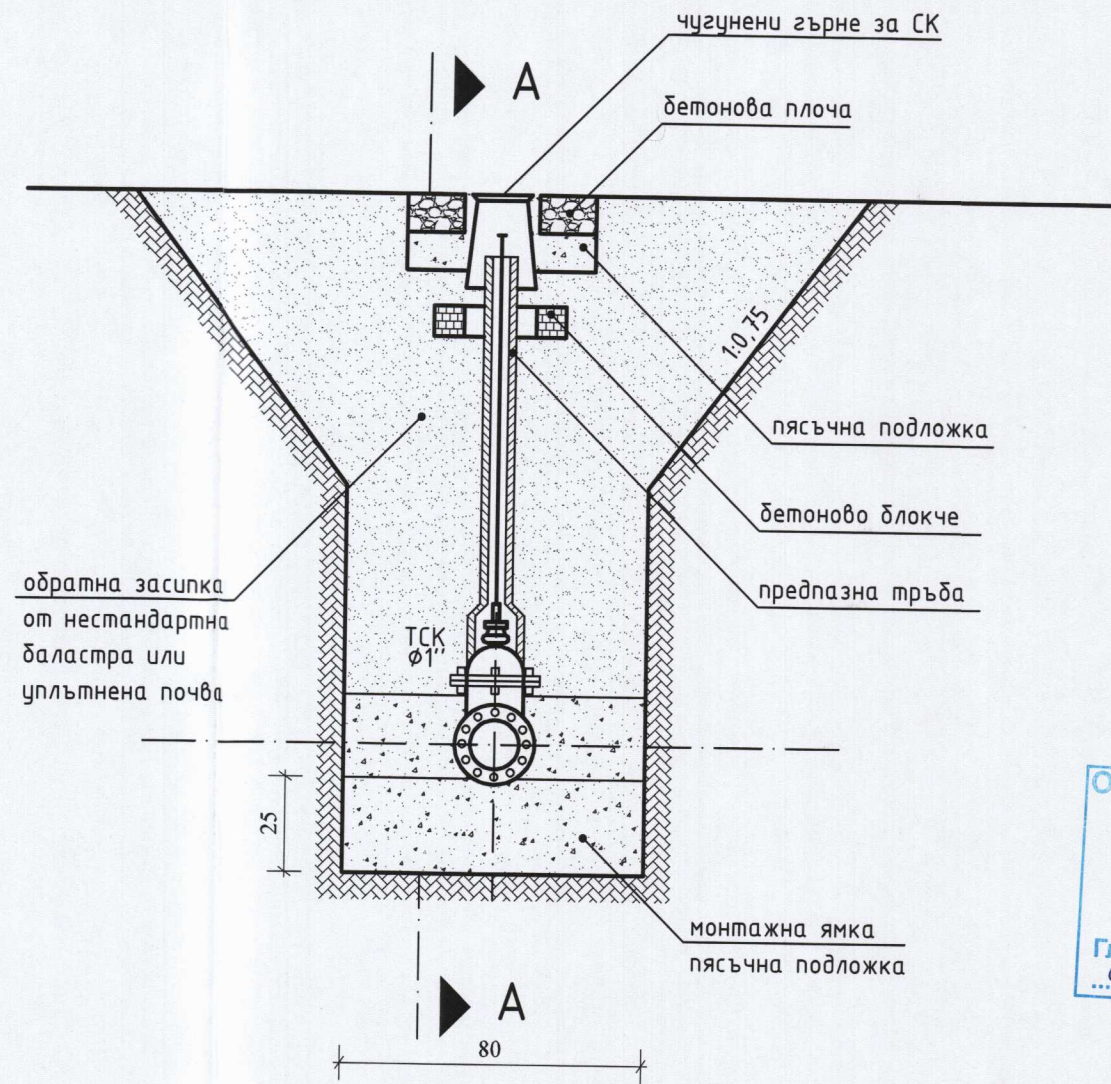 чугунени гърне за СК
A
бетонова плоча
1:0,75
пясъчна подложка
бетоново блокче
предпазна тръба
обратна засипка
от нестандартна
баластра или
уплътнена почва
ТСК
ф1''
25
монтажна ямка
пясъчна подложка
A
80